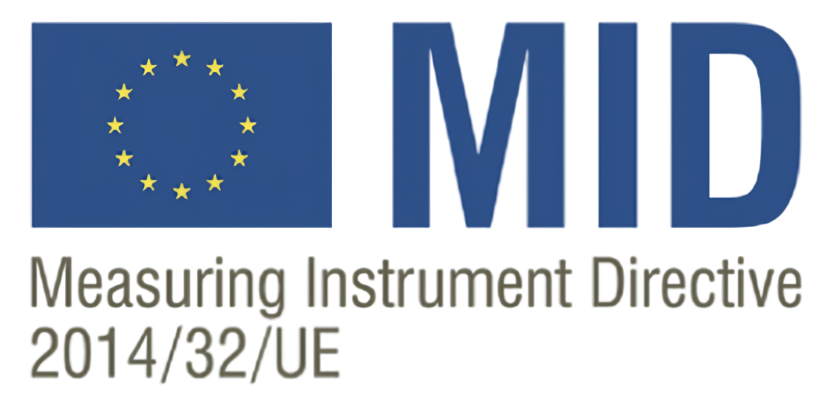 MID
Measuring Instrument Directive
2014/32/UE